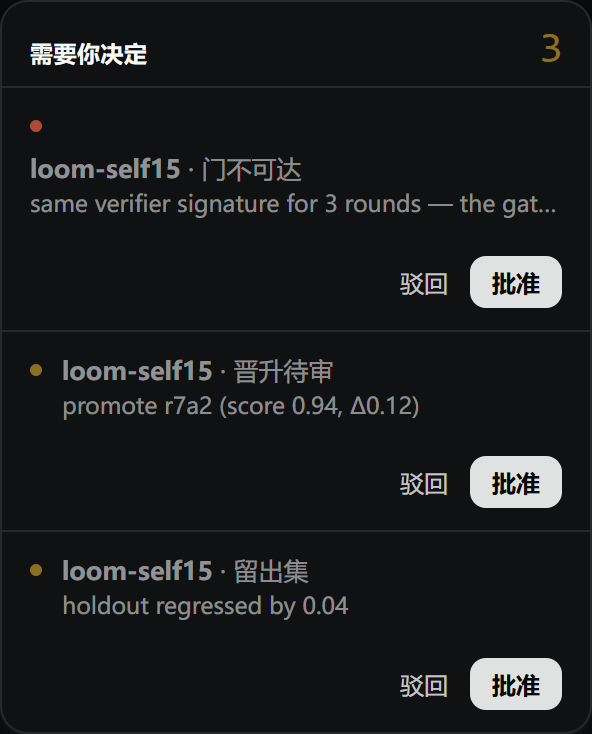 需要你决定 3
loom-self15 · 门不可达
same verifier signature for 3 rounds — the gat...
驳回 批准
loom-self15 · 晋升待审
promote r7a2 (score 0.94, Δ0.12)
驳回 批准
loom-self15 · 留出集
holdout regressed by 0.04
驳回 批准